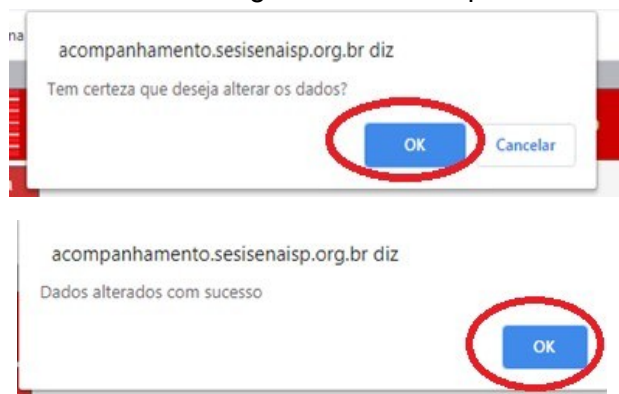 na
acompanhamento.sesisenaisp.org.br diz
Tem certeza que deseja alterar os dados?
OK
Cancelar
acompanhamento.sesisenaisp.org.br diz
Dados alterados com sucesso
OK